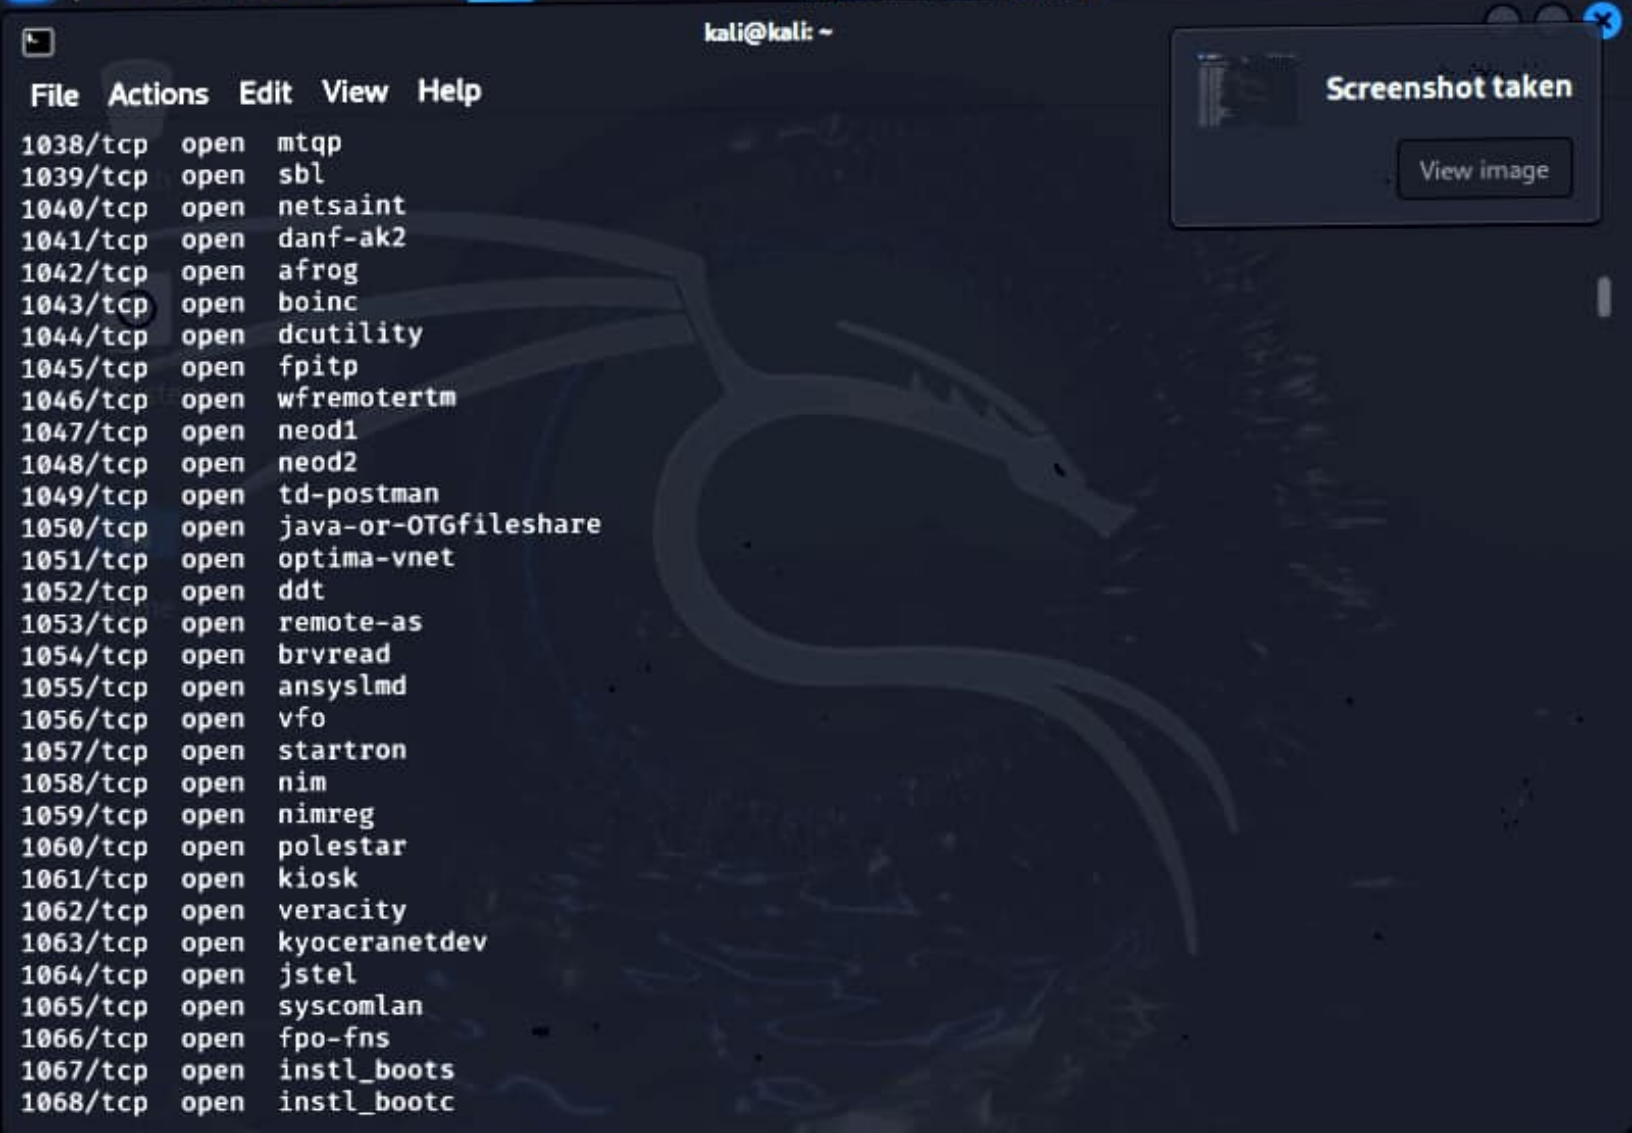 kali@kali: ~
Screenshot taken
View image
File Actions Edit View Help
1038/tcp open mtqp
1039/tcp open sbl
1040/tcp open netsaint
1041/tcp open danf-ak2
1042/tcp open afrog
1043/tcp open boinc
1044/tcp open dcutility
1045/tcp open fpitp
1046/tcp open wfremotertm
1047/tcp open neod1
1048/tcp open neod2
1049/tcp open td-postman
1050/tcp open java-or-OTGfileshare
1051/tcp open optima-vnet
1052/tcp open ddt
1053/tcp open remote-as
1054/tcp open brvread
1055/tcp open ansyslmd
1056/tcp open vfo
1057/tcp open startron
1058/tcp open nim
1059/tcp open nimreg
1060/tcp open polestar
1061/tcp open kiosk
1062/tcp open veracity
1063/tcp open kyoceranetdev
1064/tcp open jstel
1065/tcp open syscomlan
1066/tcp open fpo-fns
1067/tcp open instl_boots
1068/tcp open instl_bootc